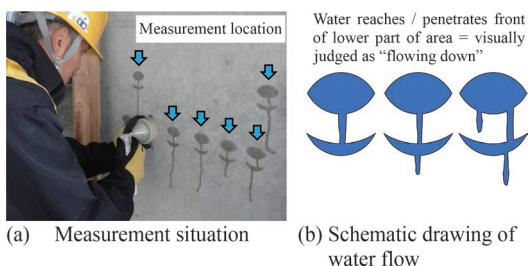 Measurement location
(a) Measurement situation
Water reaches / penetrates front
of lower part of area = visually
judged as “flowing down”
(b) Schematic drawing of
water flow